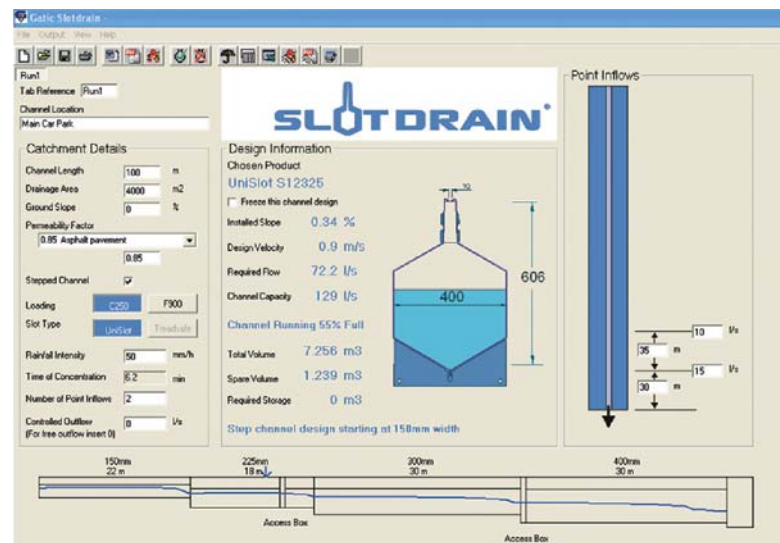 Gatic Slotdrain -
File Output View Help
Run1
Tab Reference Run1
Channel Location
Main Car Park
Catchment Details
Channel Length 100 m
Drainage Area 4000 m2
Ground Slope 0 %
Permeability Factor
0.85 Asphalt pavement
0.85
Stepped Channel
Loading C250 F900
Slot Type UniSlot Treadsafe
Rainfall Intensity 50 mm/h
Time of Concentration 6.2 min
Number of Point Inflows 2
Controlled Outflow 0 l/s
(For free outflow insert 0)
SLOTDRAIN
Design Information
Chosen Product
UniSlot S12325
Freeze this channel design
Installed Slope 0.34 %
Design Velocity 0.9 m/s
Required Flow 72.2 l/s
Channel Capacity 129 l/s
Channel Running 55% Full
Total Volume 7.256 m3
Spare Volume 1.239 m3
Required Storage 0 m3
Step channel design starting at 150mm width
400
606
Point Inflows
10 l/s
35 m
15 l/s
30 m
150mm 225mm 300mm 400mm
22 m 18 m 30 m 30 m
Access Box
Access Box